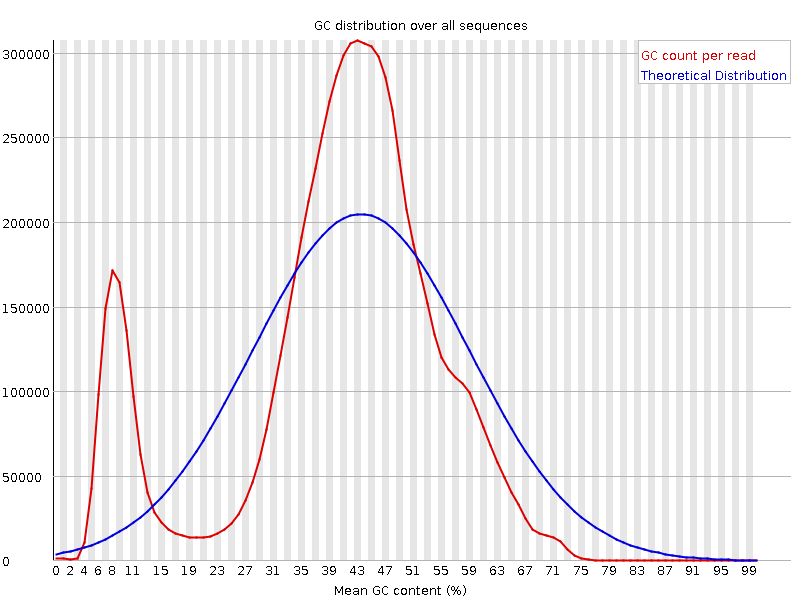 GC distribution over all sequences
GC count per read
Theoretical Distribution
300000
250000
200000
150000
100000
50000
0
0 2 4 6 8 11 15 19 23 27 31 35 39 43 47 51 55 59 63 67 71 75 79 83 87 91 95 99
Mean GC content (%)